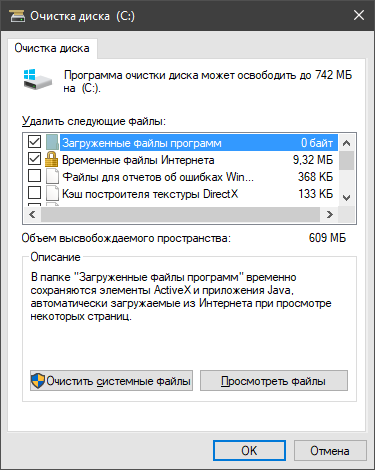 Очистка диска  (C:)
Очистка диска
Программа очистки диска может освободить до 742 МБ
на  (C:).
Удалить следующие файлы:
Загруженные файлы программ 0 байт
Временные файлы Интернета 9,32 МБ
Файлы для отчетов об ошибках Win... 368 КБ
Кэш построителя текстуры DirectX 133 КБ
Объем высвобождаемого пространства: 609 МБ
Описание
В папке "Загруженные файлы программ" временно
сохраняются элементы ActiveX и приложения Java,
автоматически загружаемые из Интернета при просмотре
некоторых страниц.
Очистить системные файлы
Просмотреть файлы
OK
Отмена